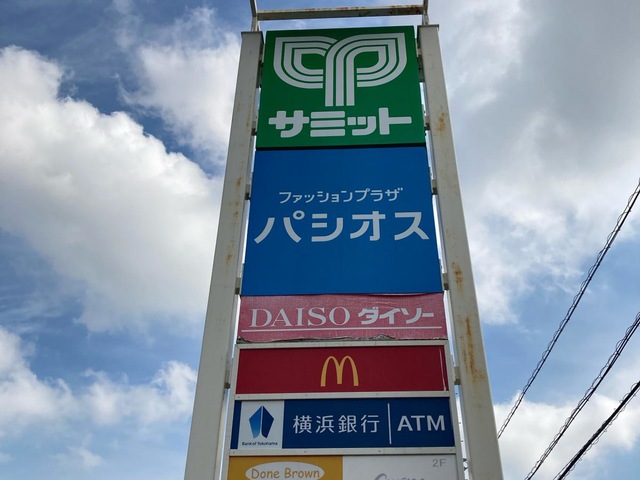 サミット
ファッションプラザ
パシオス
DAISO ダイソー
Bank of Yokohama
横浜銀行 ATM
Done Brown
2F